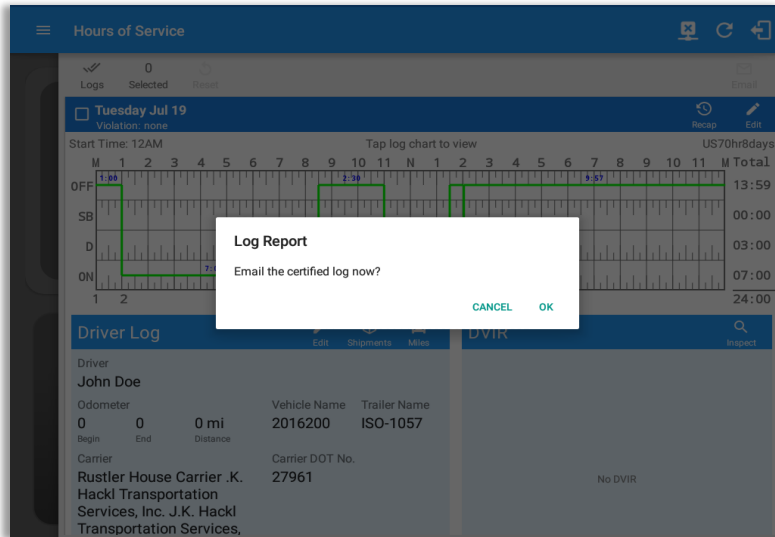 Hours of Service
Logs
0
Selected
Reset
Email
Tuesday Jul 19
Violation: none
Recap
Edit
Start Time: 12AM
Tap log chart to view
US70hr8days
M 1 2 3 4 5 6 7 8 9 10 11 N 1 2 3 4 5 6 7 8 9 10 11 M Total
OFF 1:00 2:30 9:57 13:59
SB 00:00
D 03:00
ON 07:00
1 2 24:00
Log Report
Email the certified log now?
CANCEL OK
Driver Log
Edit Shipments Miles
DVIR
Inspect
Driver
John Doe
Odometer Vehicle Name Trailer Name
0 0 0 mi 2016200 ISO-1057
Begin End Distance
Carrier Carrier DOT No.
Rustler House Carrier .K. 27961
Hackl Transportation
Services, Inc. J.K. Hackl
Transportation Services,
No DVIR